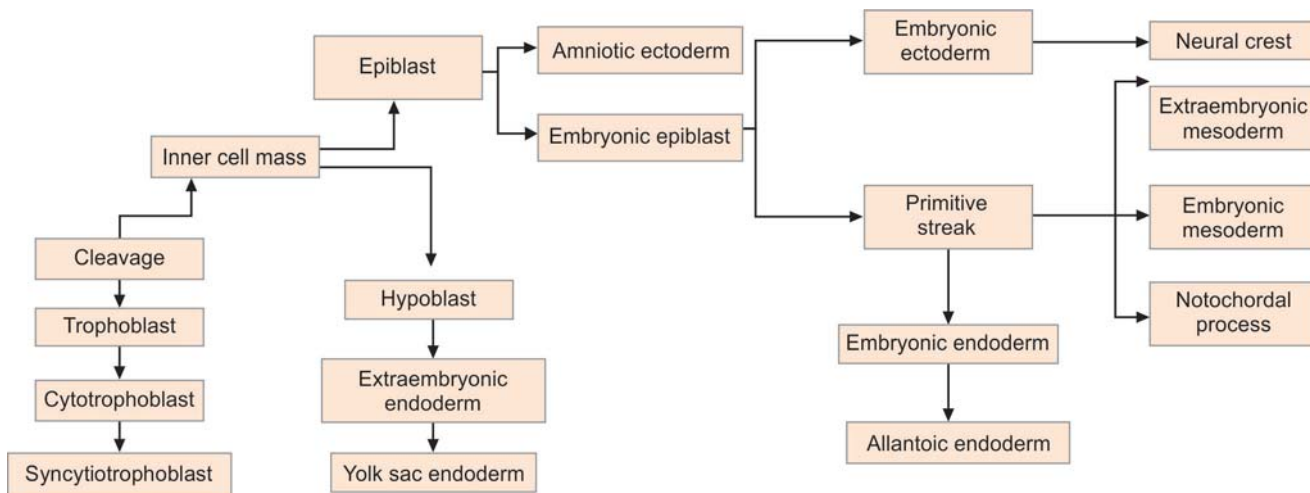 Epiblast
Amniotic ectoderm
Embryonic
ectoderm
Neural crest
Extraembryonic
mesoderm
Embryonic epiblast
Inner cell mass
Primitive
streak
Embryonic
mesoderm
Cleavage
Hypoblast
Notochordal
process
Trophoblast
Embryonic endoderm
Cytotrophoblast
Extraembryonic
endoderm
Allantoic endoderm
Syncytiotrophoblast
Yolk sac endoderm